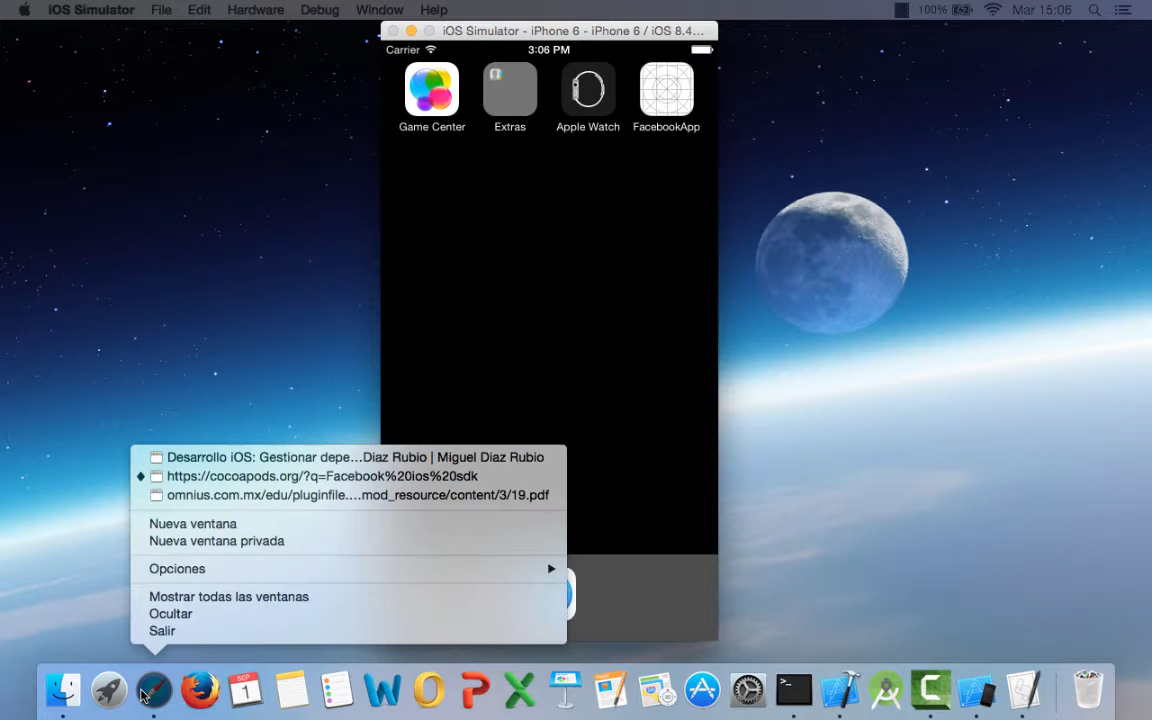 iOS Simulator File Edit Hardware Debug Window Help 100% Mar 15:06
iOS Simulator - iPhone 6 - iPhone 6 / iOS 8.4...
Carrier 3:06 PM
Game Center Extras Apple Watch FacebookApp
Desarrollo iOS: Gestionar depe...Diaz Rubio | Miguel Diaz Rubio
https://cocoapods.org/?q=Facebook%20ios%20sdk
omnius.com.mx/edu/pluginfile....mod_resource/content/3/19.pdf
Nueva ventana
Nueva ventana privada
Opciones
Mostrar todas las ventanas
Ocultar
Salir
SEP
1